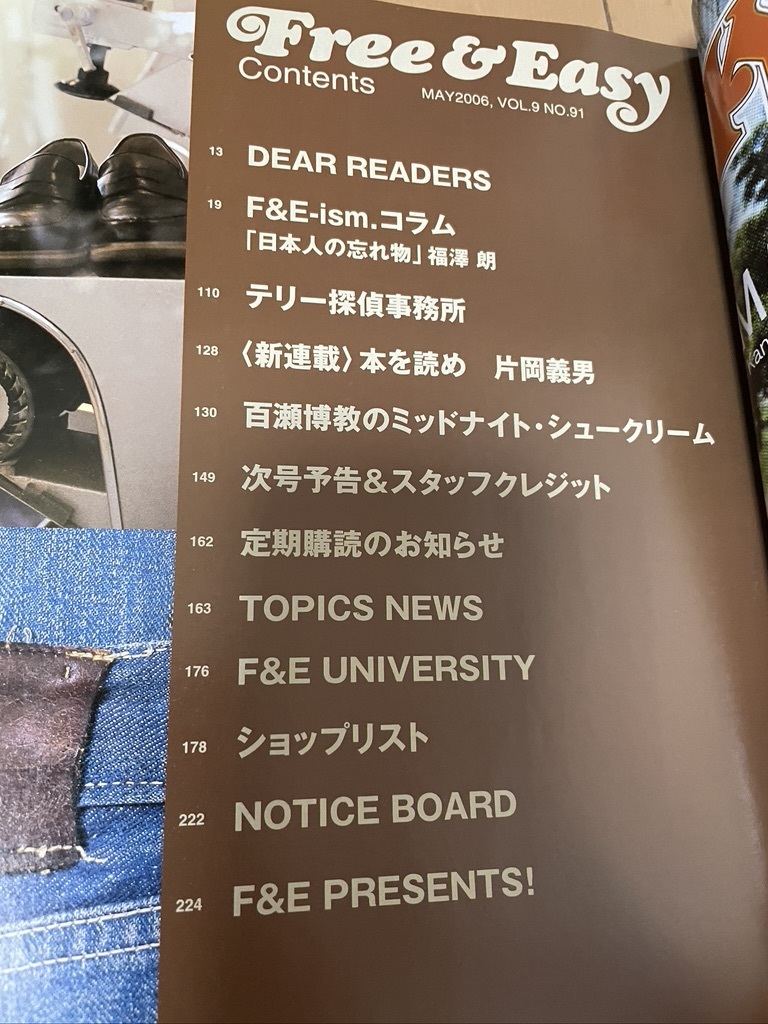 Free & Easy
Contents
MAY2006, VOL.9 NO.91
13 DEAR READERS
19 F&E-ism.コラム
「日本人の忘れ物」福澤 朗
110 テリー探偵事務所
128 〈新連載〉本を読め 片岡義男
130 百瀬博教のミッドナイト・シュークリーム
149 次号予告&スタッフクレジット
162 定期購読のお知らせ
163 TOPICS NEWS
176 F&E UNIVERSITY
178 ショップリスト
222 NOTICE BOARD
224 F&E PRESENTS!